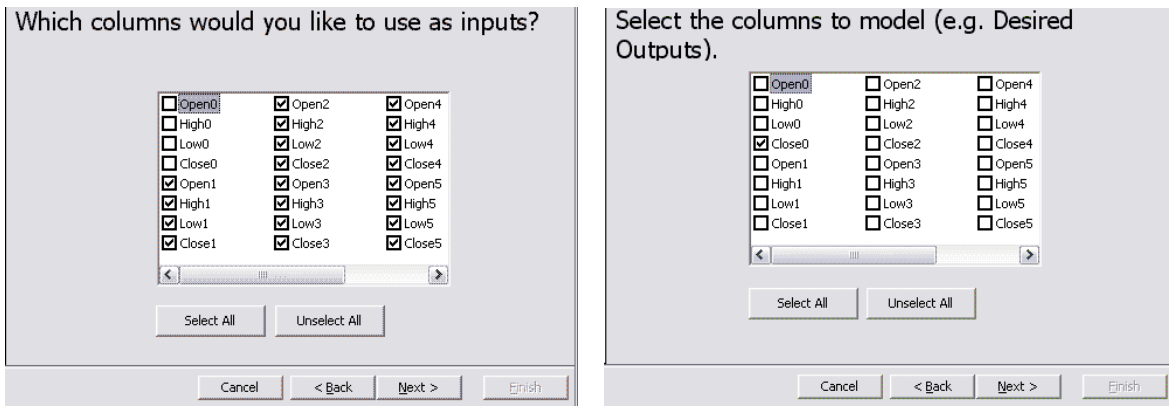 Which columns would you like to use as inputs?
Open0 Open2 Open4
High0 High2 High4
Low0 Low2 Low4
Close0 Close2 Close4
Open1 Open3 Open5
High1 High3 High5
Low1 Low3 Low5
Close1 Close3 Close5
Select All Unselect All
Cancel < Back Next > Finish
Select the columns to model (e.g. Desired
Outputs).
Open0 Open2 Open4
High0 High2 High4
Low0 Low2 Low4
Close0 Close2 Close4
Open1 Open3 Open5
High1 High3 High5
Low1 Low3 Low5
Close1 Close3 Close5
Select All Unselect All
Cancel < Back Next > Finish